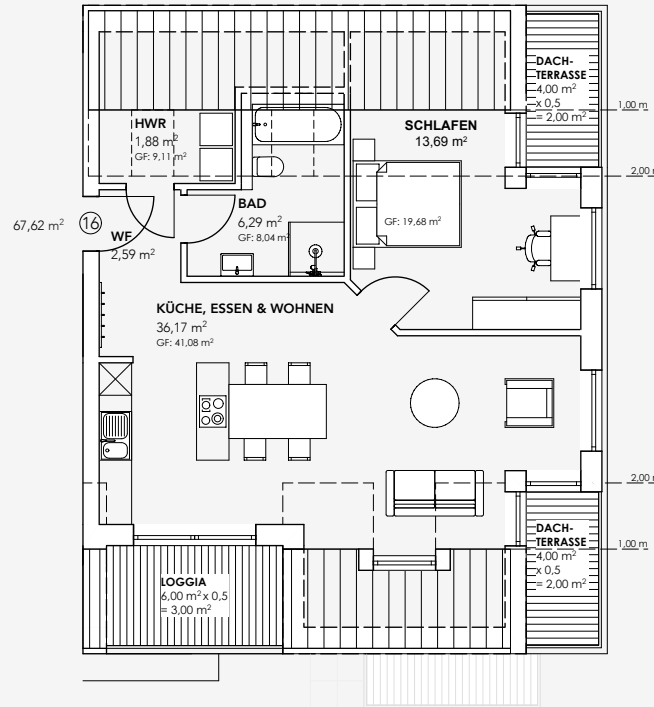 DACH-
TERRASSE
4,00 m²
x 0,5
= 2,00 m²
1,00 m
HWR
1,88 m²
GF: 9,11 m²
SCHLAFEN
13,69 m²
2,00 m
67,62 m²
16
WF
2,59 m²
BAD
6,29 m²
GF: 8,04 m²
GF: 19,68 m²
KÜCHE, ESSEN & WOHNEN
36,17 m²
GF: 41,08 m²
2,00 m
DACH-
TERRASSE
4,00 m²
x 0,5
= 2,00 m²
1,00 m
LOGGIA
6,00 m² x 0,5
= 3,00 m²